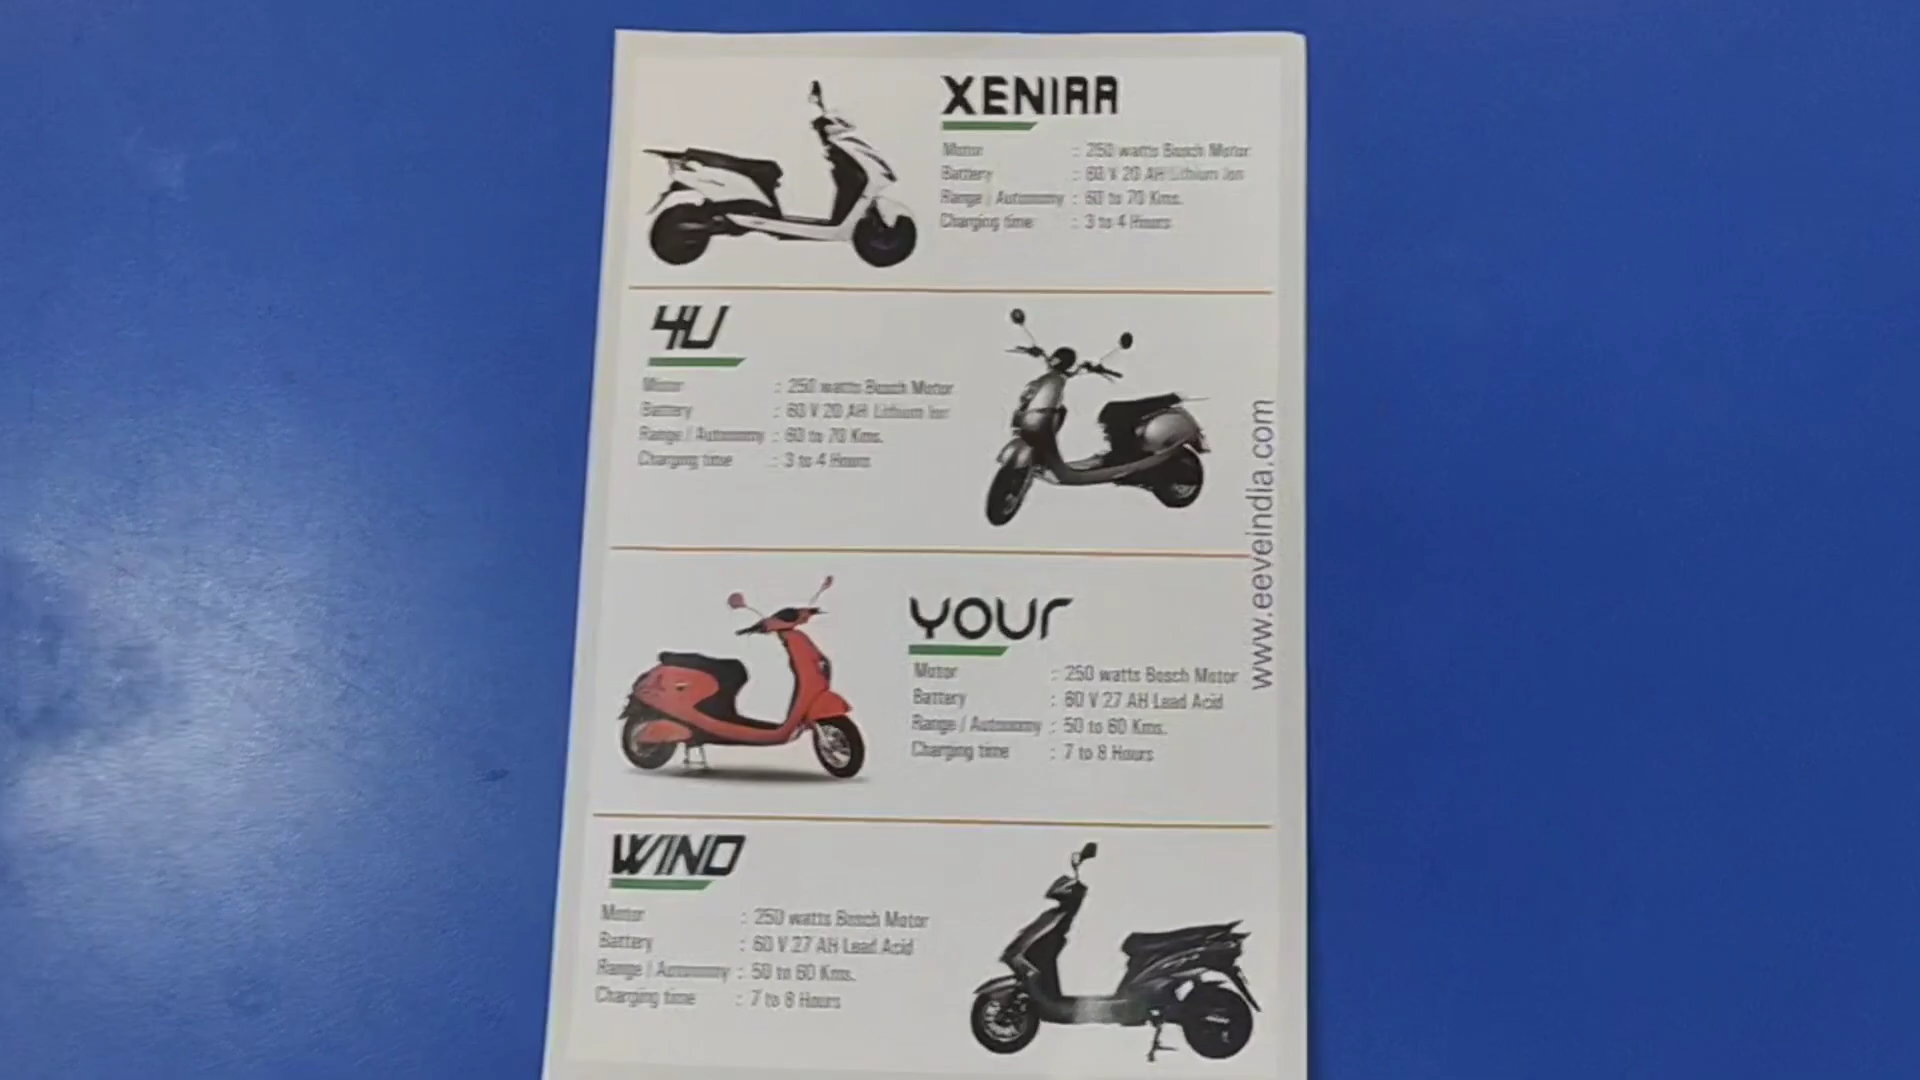 XENIAA
Motor : 250 watts Bosch Motor
Battery : 60 V 20 AH Lithium Ion
Range / Autonomy : 60 to 70 Kms.
Charging time : 3 to 4 Hours
4U
Motor : 250 watts Bosch Motor
Battery : 60 V 20 AH Lithium Ion
Range / Autonomy : 60 to 70 Kms.
Charging time : 3 to 4 Hours
www.eeveindia.com
YOUr
Motor : 250 watts Bosch Motor
Battery : 60 V 27 AH Lead Acid
Range / Autonomy : 50 to 60 Kms.
Charging time : 7 to 8 Hours
WIND
Motor : 250 watts Bosch Motor
Battery : 60 V 27 AH Lead Acid
Range / Autonomy : 50 to 60 Kms.
Charging time : 7 to 8 Hours